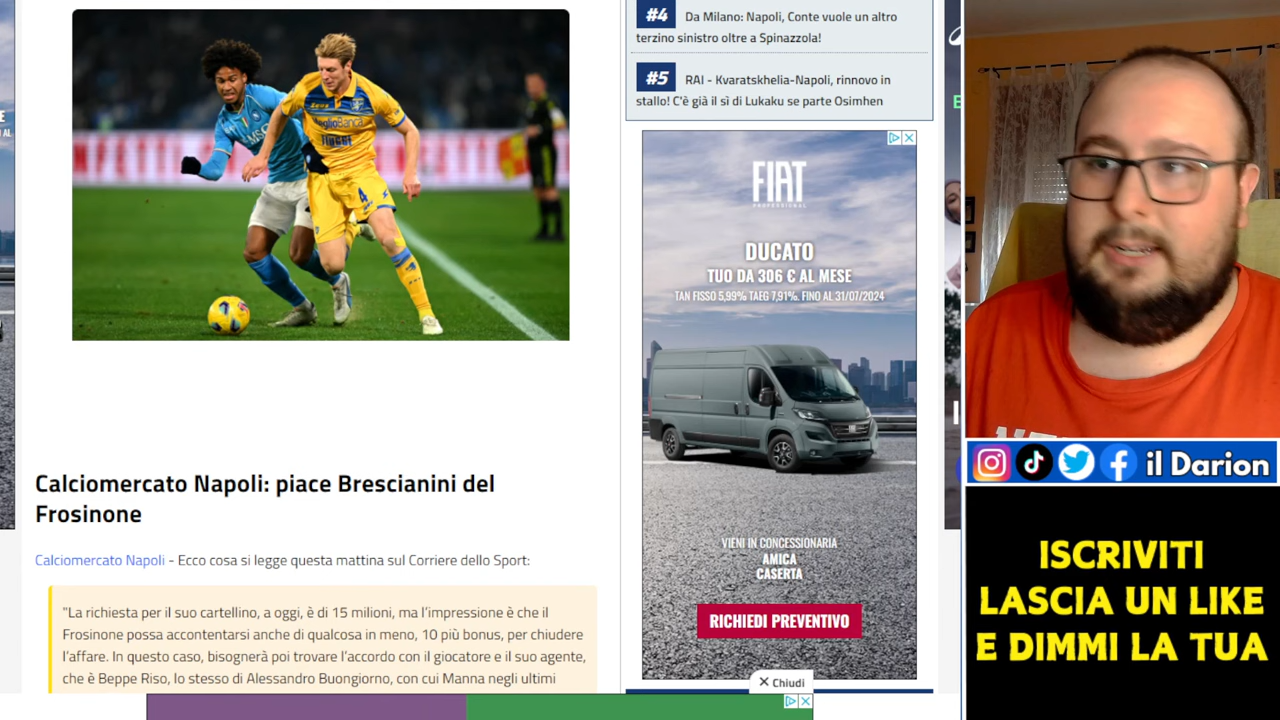 Calciomercato Napoli: piace Brescianini del
Frosinone
Calciomercato Napoli - Ecco cosa si legge questa mattina sul Corriere dello Sport:
"La richiesta per il suo cartellino, a oggi, è di 15 milioni, ma l'impressione è che il
Frosinone possa accontentarsi anche di qualcosa in meno, 10 più bonus, per chiudere
l'affare. In questo caso, bisognerà poi trovare l'accordo con il giocatore e il suo agente,
che è Beppe Riso, lo stesso di Alessandro Buongiorno, con cui Manna negli ultimi
#4 Da Milano: Napoli, Conte vuole un altro
terzino sinistro oltre a Spinazzola!
#5 RAI - Kvaratskhelia-Napoli, rinnovo in
stallo! C'è già il sì di Lukaku se parte Osimhen
FIAT
PROFESSIONAL
DUCATO
TUO DA 306 € AL MESE
TAN FISSO 5,99% TAEG 7,91%. FINO AL 31/07/2024
VIENI IN CONCESSIONARIA
AMICA
CASERTA
RICHIEDI PREVENTIVO
Chiudi
il Darion
ISCRIVITI
LASCIA UN LIKE
E DIMMI LA TUA